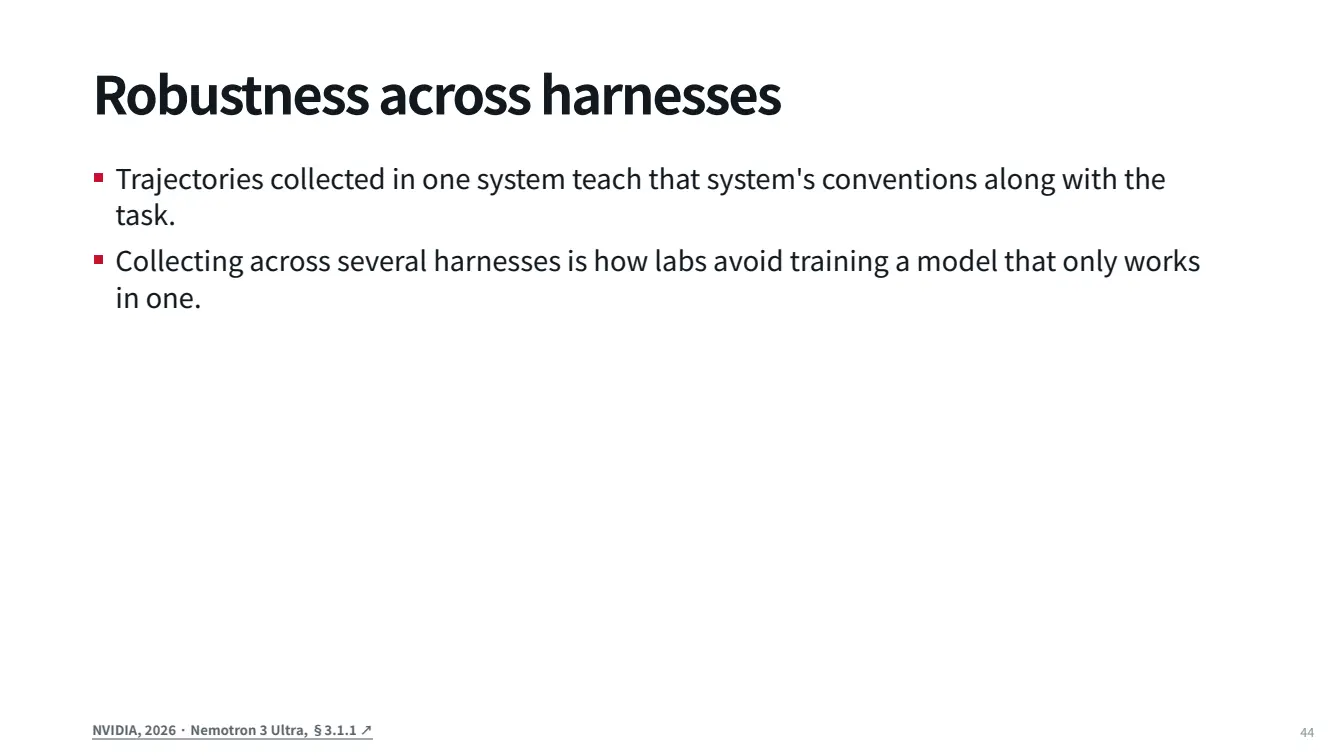 Robustness across harnesses
Trajectories collected in one system teach that system's conventions along with the
task.
Collecting across several harnesses is how labs avoid training a model that only works
in one.
NVIDIA, 2026 · Nemotron 3 Ultra, §3.1.1 ↗
44